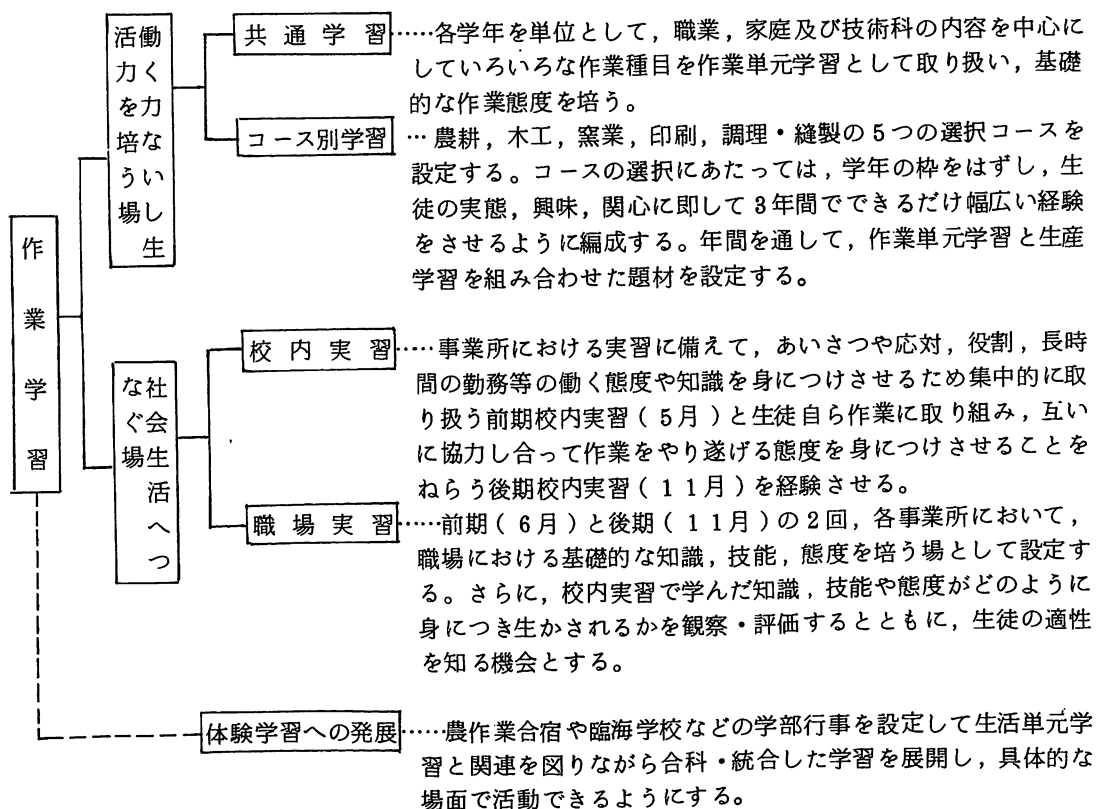 作業学習
働く力ないし生
活力を培う場
共通学習……各学年を単位として，職業，家庭及び技術科の内容を中心に
していろいろな作業種目を作業単元学習として取り扱い，基礎
的な作業態度を培う。
コース別学習…農耕，木工，窯業，印刷，調理・縫製の5つの選択コースを
設定する。コースの選択にあたっては，学年の枠をはずし，生
徒の実態，興味，関心に即して3年間でできるだけ幅広い経験
をさせるように編成する。年間を通して，作業単元学習と生産
学習を組み合わせた題材を設定する。
社会生活へつ
なぐ場
校内実習……事業所における実習に備えて，あいさつや応対，役割，長時
間の勤務等の働く態度や知識を身につけさせるため集中的に取
り扱う前期校内実習（5月）と生徒自ら作業に取り組み，互い
に協力し合って作業をやり遂げる態度を身につけさせることを
ねらう後期校内実習（11月）を経験させる。
職場実習……前期（6月）と後期（11月）の2回，各事業所において，
職場における基礎的な知識，技能，態度を培う場として設定す
る。さらに，校内実習で学んだ知識，技能や態度がどのように
身につき生かされるかを観察・評価するとともに，生徒の適性
を知る機会とする。
体験学習への発展……農作業合宿や臨海学校などの学部行事を設定して生活単元学
習と関連を図りながら合科・統合した学習を展開し，具体的な
場面で活動できるようにする。